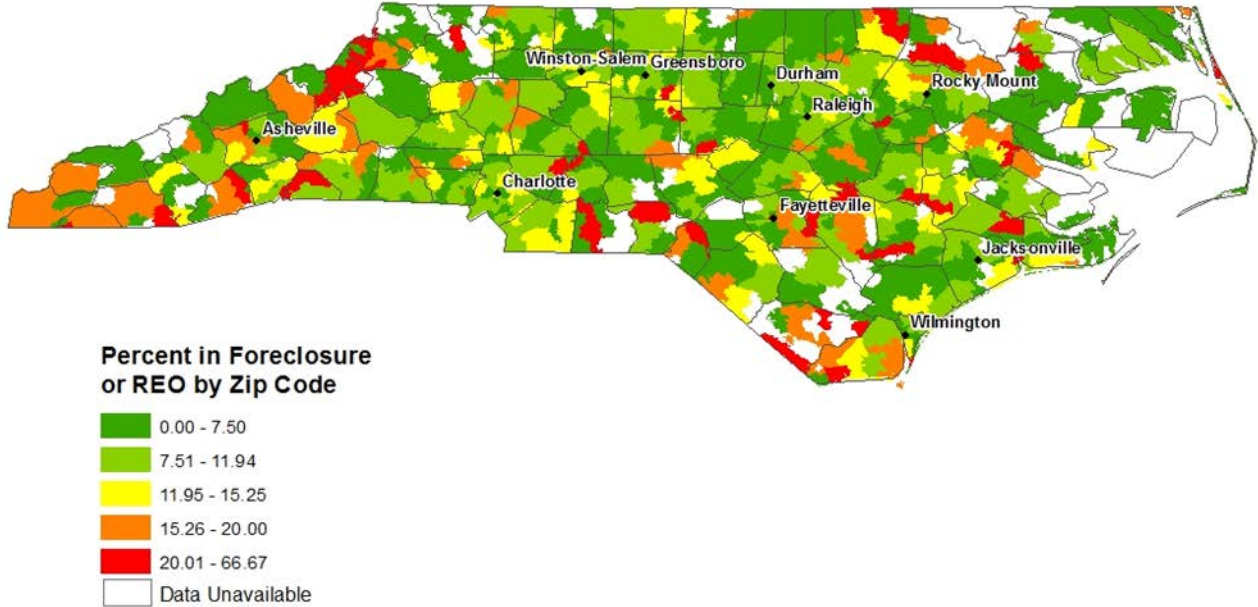 Winston-Salem
Greensboro
Durham
Rocky Mount
Raleigh
Asheville
Charlotte
Fayetteville
Jacksonville
Wilmington
Percent in Foreclosure
or REO by Zip Code
0.00 - 7.50
7.51 - 11.94
11.95 - 15.25
15.26 - 20.00
20.01 - 66.67
Data Unavailable